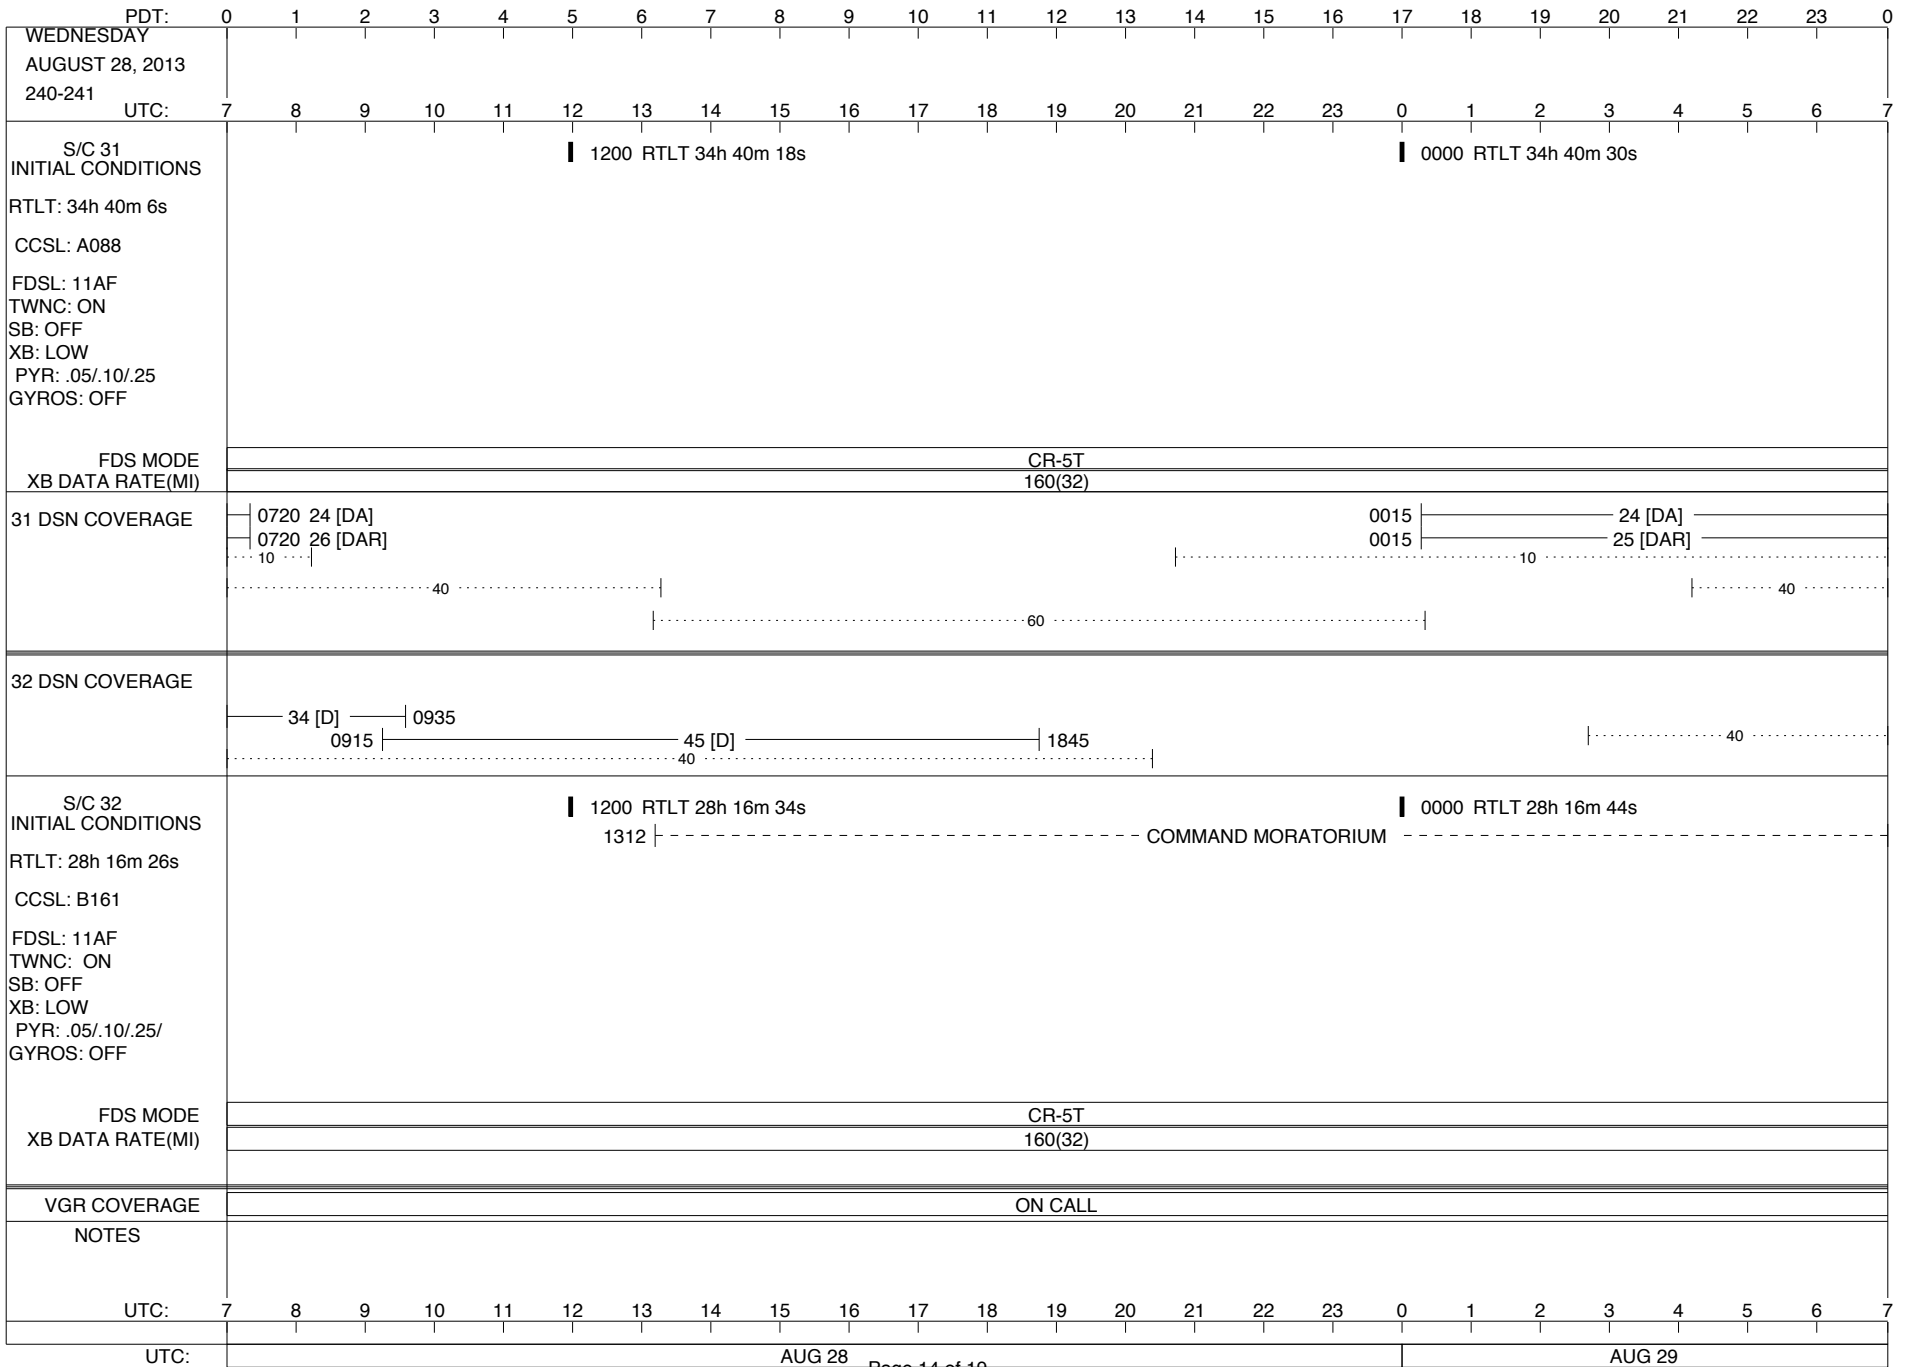 PDT: 0 1 2 3 4 5 6 7 8 9 10 11 12 13 14 15 16 17 18 19 20 21 22 23 0
WEDNESDAY
AUGUST 28, 2013
240-241
UTC: 7 8 9 10 11 12 13 14 15 16 17 18 19 20 21 22 23 0 1 2 3 4 5 6 7
S/C 31
INITIAL CONDITIONS
1200 RTLT 34h 40m 18s
0000 RTLT 34h 40m 30s
RTLT: 34h 40m 6s
CCSL: A088
FDSL: 11AF
TWNC: ON
SB: OFF
XB: LOW
PYR: .05/.10/.25
GYROS: OFF
FDS MODE CR-5T
XB DATA RATE(MI) 160(32)
31 DSN COVERAGE
0720 24 [DA] 0015 24 [DA]
0720 26 [DAR] 0015 25 [DAR]
10 10
40 40
60
32 DSN COVERAGE
34 [D] 0935
0915 45 [D] 1845 40
40
S/C 32
INITIAL CONDITIONS
1200 RTLT 28h 16m 34s
0000 RTLT 28h 16m 44s
1312 COMMAND MORATORIUM
RTLT: 28h 16m 26s
CCSL: B161
FDSL: 11AF
TWNC: ON
SB: OFF
XB: LOW
PYR: .05/.10/.25/
GYROS: OFF
FDS MODE CR-5T
XB DATA RATE(MI) 160(32)
VGR COVERAGE ON CALL
NOTES
UTC: 7 8 9 10 11 12 13 14 15 16 17 18 19 20 21 22 23 0 1 2 3 4 5 6 7
UTC: AUG 28 AUG 29
Page 14 of 19